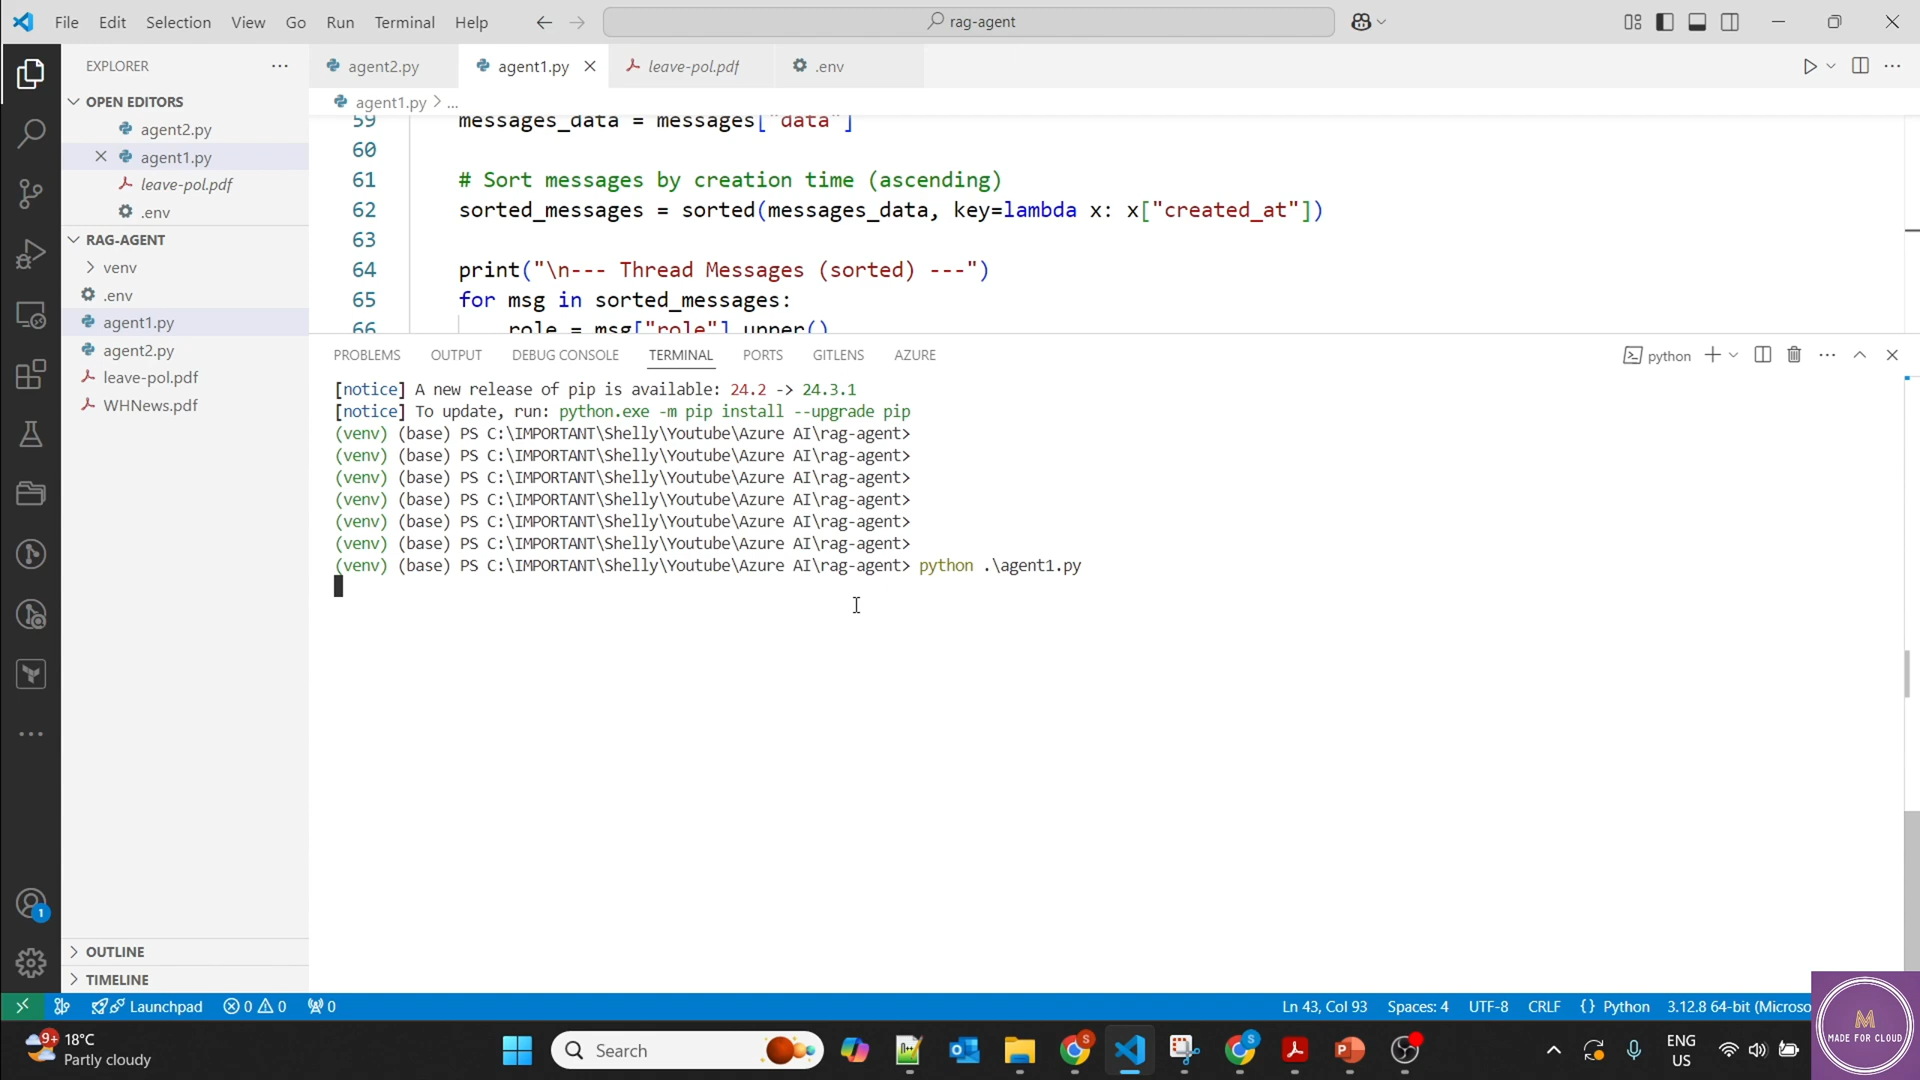 File Edit Selection View Go Run Terminal Help
rag-agent
EXPLORER
agent2.py
agent1.py
leave-pol.pdf
.env
OPEN EDITORS
agent2.py
agent1.py
leave-pol.pdf
.env
RAG-AGENT
venv
.env
agent1.py
agent2.py
leave-pol.pdf
WHNews.pdf
OUTLINE
TIMELINE
agent1.py > ...
59 messages_data = messages["data"]
60
61 # Sort messages by creation time (ascending)
62 sorted_messages = sorted(messages_data, key=lambda x: x["created_at"])
63
64 print("\n--- Thread Messages (sorted) ---")
65 for msg in sorted_messages:
66 role = msg["role"].upper()
PROBLEMS OUTPUT DEBUG CONSOLE TERMINAL PORTS GITLENS AZURE
python
[notice] A new release of pip is available: 24.2 -> 24.3.1
[notice] To update, run: python.exe -m pip install --upgrade pip
(venv) (base) PS C:\IMPORTANT\Shelly\Youtube\Azure AI\rag-agent>
(venv) (base) PS C:\IMPORTANT\Shelly\Youtube\Azure AI\rag-agent>
(venv) (base) PS C:\IMPORTANT\Shelly\Youtube\Azure AI\rag-agent>
(venv) (base) PS C:\IMPORTANT\Shelly\Youtube\Azure AI\rag-agent>
(venv) (base) PS C:\IMPORTANT\Shelly\Youtube\Azure AI\rag-agent>
(venv) (base) PS C:\IMPORTANT\Shelly\Youtube\Azure AI\rag-agent>
(venv) (base) PS C:\IMPORTANT\Shelly\Youtube\Azure AI\rag-agent> python .\agent1.py
1
Launchpad 0 0 0
Ln 43, Col 93 Spaces: 4 UTF-8 CRLF {} Python 3.12.8 64-bit (Microso
9+ 18°C
Partly cloudy
Search
S
S
ENG
US
M
MADE FOR CLOUD